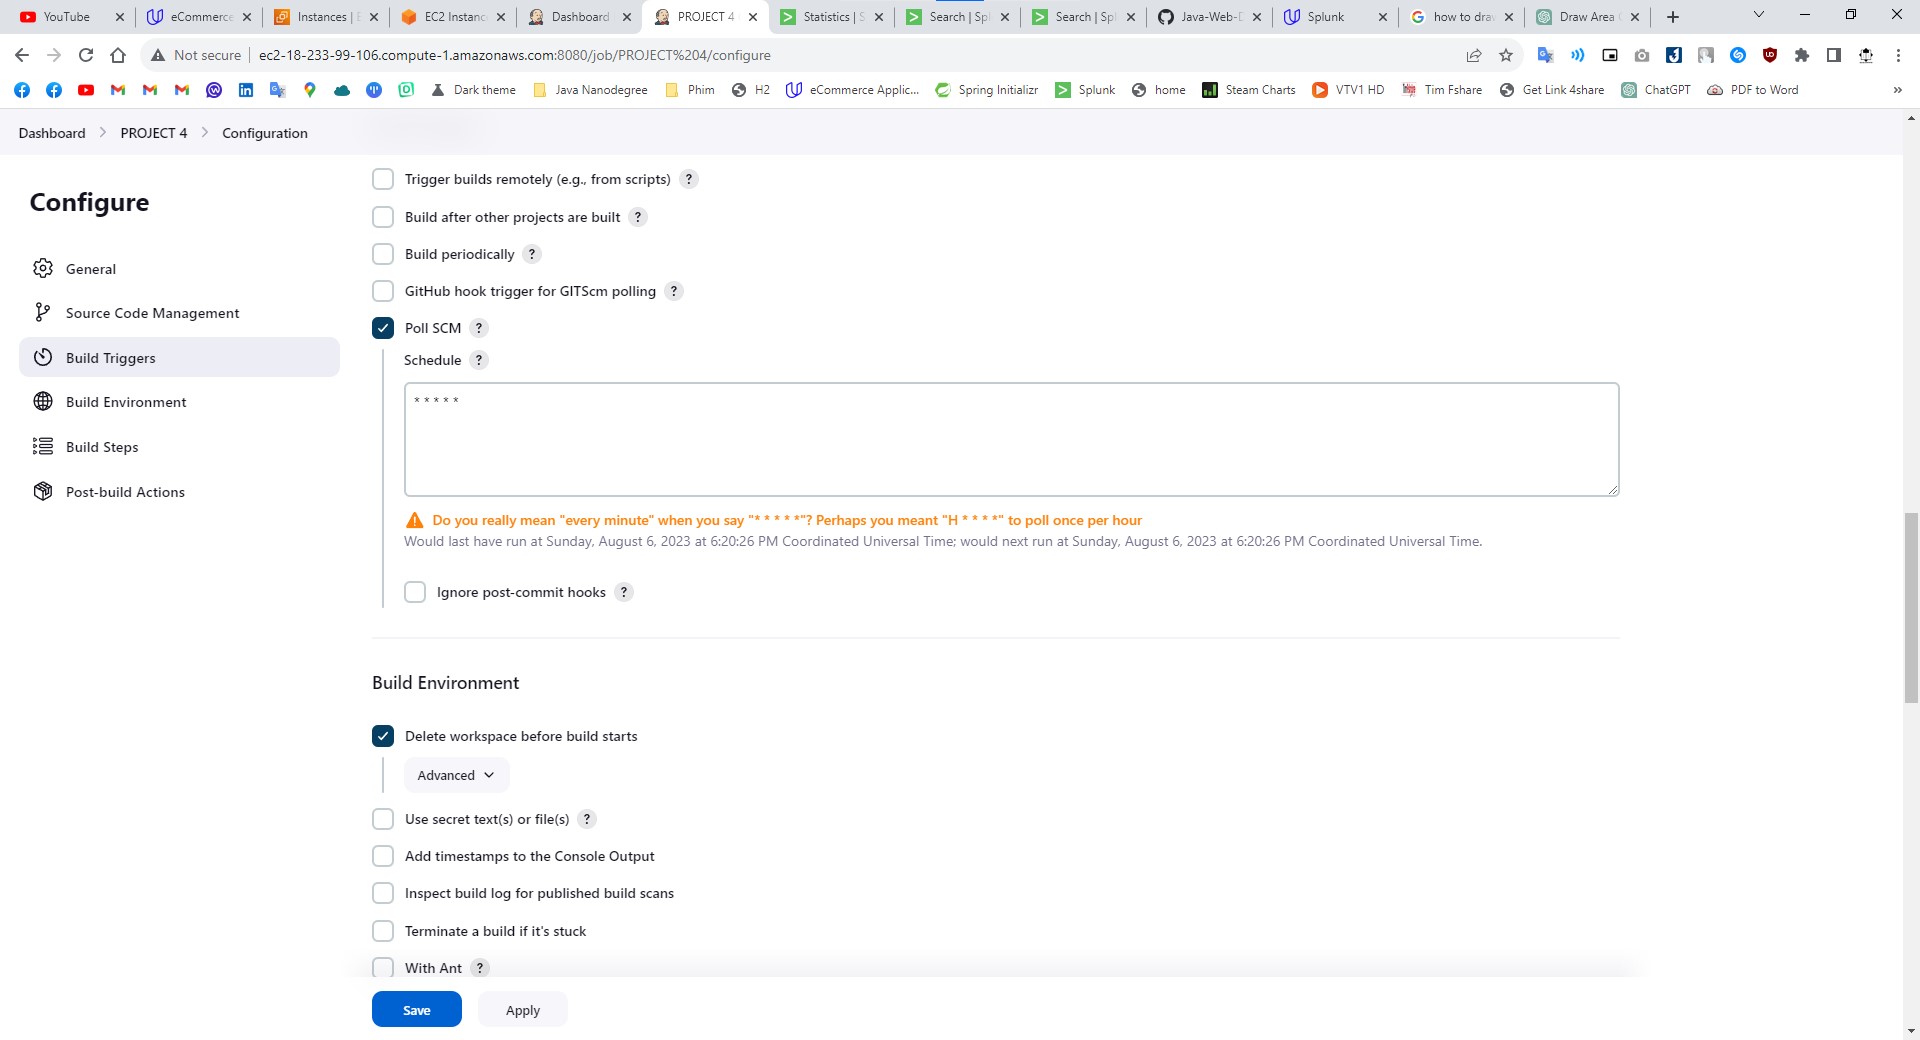 YouTube
eCommerce
Instances | E
EC2 Instanc
Dashboard
PROJECT 4
Statistics | S
Search | Spl
Search | Spl
Java-Web-D
Splunk
how to draw
Draw Area C
Not secure
ec2-18-233-99-106.compute-1.amazonaws.com:8080/job/PROJECT%204/configure
Dark theme
Java Nanodegree
Phim
H2
eCommerce Applic...
Spring Initializr
Splunk
home
Steam Charts
VTV1 HD
Tim Fshare
Get Link 4share
ChatGPT
PDF to Word
»
Dashboard > PROJECT 4 > Configuration
Configure
General
Source Code Management
Build Triggers
Build Environment
Build Steps
Post-build Actions
Trigger builds remotely (e.g., from scripts) ?
Build after other projects are built ?
Build periodically ?
GitHub hook trigger for GITScm polling ?
Poll SCM ?
Schedule ?
* * * * *
Do you really mean "every minute" when you say "* * * * *"? Perhaps you meant "H * * * *" to poll once per hour
Would last have run at Sunday, August 6, 2023 at 6:20:26 PM Coordinated Universal Time; would next run at Sunday, August 6, 2023 at 6:20:26 PM Coordinated Universal Time.
Ignore post-commit hooks ?
Build Environment
Delete workspace before build starts
Advanced
Use secret text(s) or file(s) ?
Add timestamps to the Console Output
Inspect build log for published build scans
Terminate a build if it's stuck
With Ant ?
Save
Apply